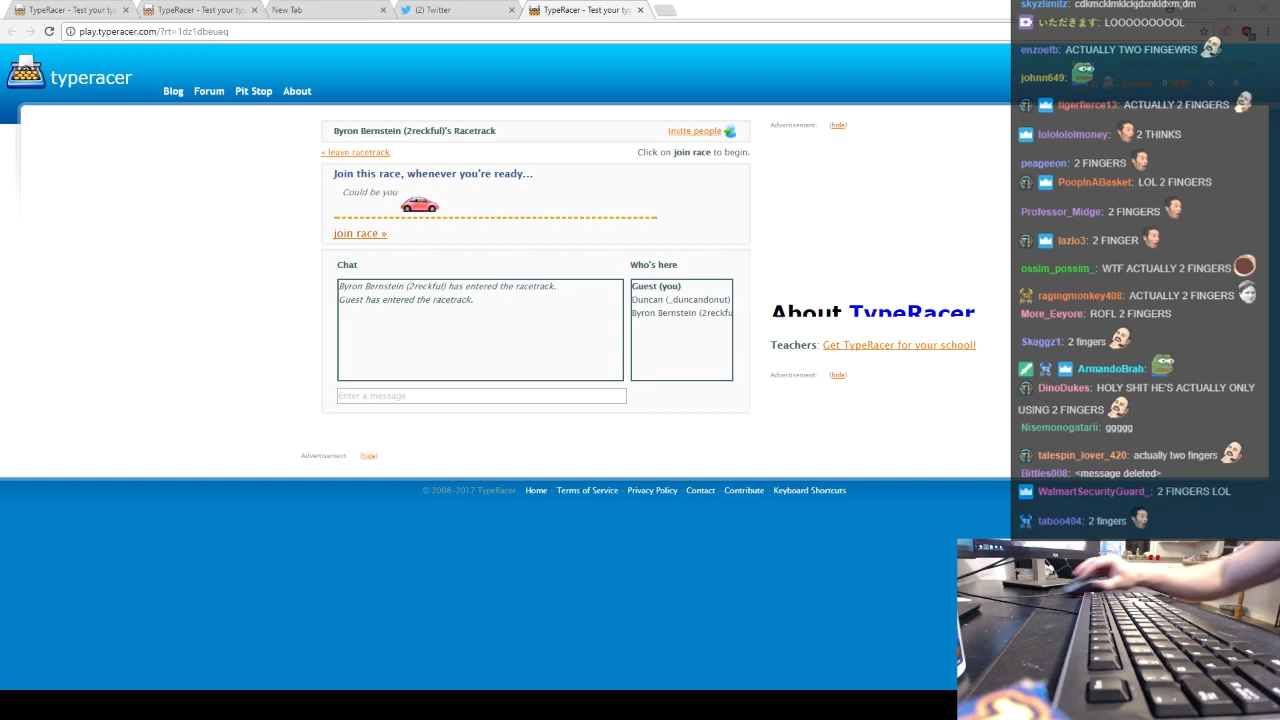 TypeRacer - Test your ty
TypeRacer - Test your typ
New Tab
(2) Twitter
TypeRacer - Test your typ
play.typeracer.com/?rt=1dz1dbeueq
typeracer
Blog Forum Pit Stop About
Byron Bernstein (2reckful)'s Racetrack
invite people
« leave racetrack
Click on join race to begin.
Join this race, whenever you're ready...
Could be you
join race »
Chat
Who's here
Byron Bernstein (2reckful) has entered the racetrack.
Guest has entered the racetrack.
Guest (you)
Duncan (_duncandonut)
Byron Bernstein (2reckfu
Enter a message
Advertisement: (hide)
About TypeRacer
Teachers: Get TypeRacer for your school!
Advertisement: (hide)
Advertisement: (hide)
© 2008-2017 TypeRacer Home - Terms of Service - Privacy Policy - Contact - Contribute - Keyboard Shortcuts
skyzlimitz: cdkmckdmklckjdxnkldxm;dm
いただきます: LOOOOOOOOOL
enzoefb: ACTUALLY TWO FINGEWRS
johnn649:
tigerfierce13: ACTUALLY 2 FINGERS
lololololmoney: 2 THINKS
peageeon: 2 FINGERS
PoopInABasket: LOL 2 FINGERS
Professor_Midge: 2 FINGERS
lazlo3: 2 FINGER
ossim_possim_: WTF ACTUALLY 2 FINGERS
ragingmonkey408: ACTUALLY 2 FINGERS
More_Eeyore: ROFL 2 FINGERS
Skaggz1: 2 fingers
ArmandoBrah:
DinoDukes: HOLY SHIT HE'S ACTUALLY ONLY
USING 2 FINGERS
Nisemonogatarii: ggggg
talespin_lover_420: actually two fingers
Bitties008: <message deleted>
WalmartSecurityGuard_: 2 FINGERS LOL
taboo404: 2 fingers